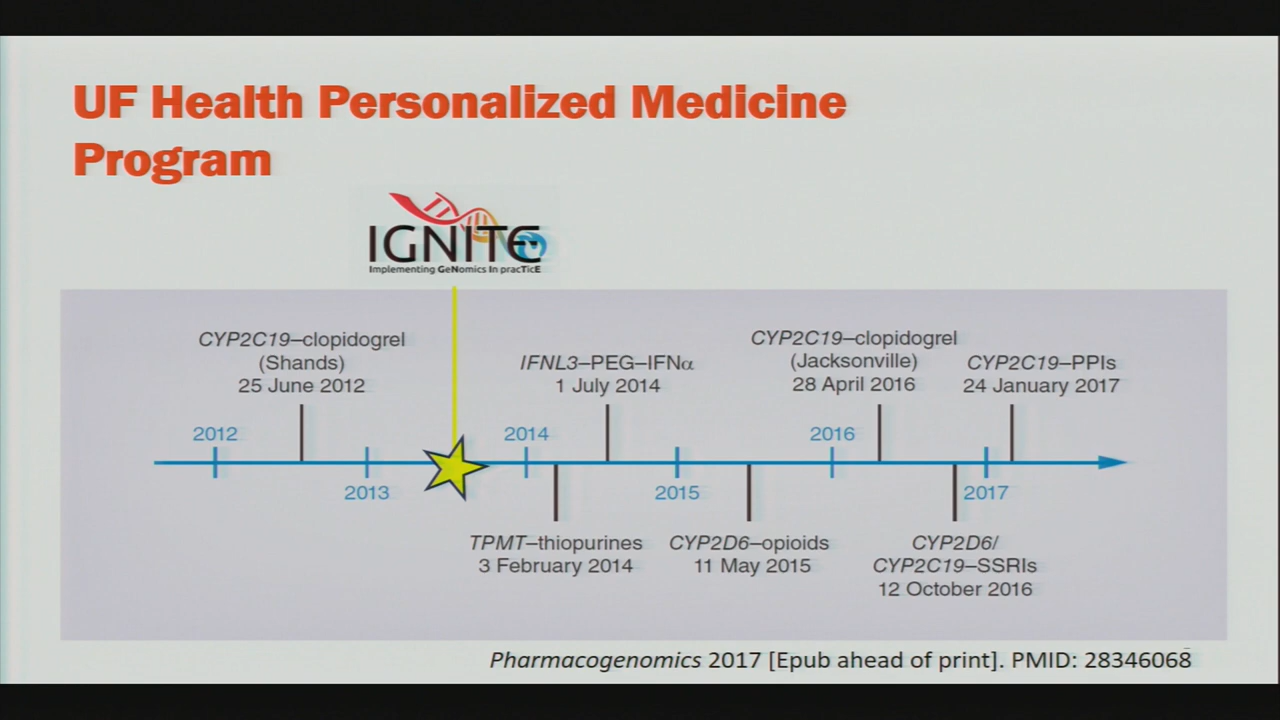 UF Health Personalized Medicine
Program
IGNITE
Implementing GeNomics In pracTicE
CYP2C19–clopidogrel
(Shands)
25 June 2012
IFNL3–PEG–IFNα
1 July 2014
CYP2C19–clopidogrel
(Jacksonville)
28 April 2016
CYP2C19–PPIs
24 January 2017
2012
2014
2016
2013
2015
2017
TPMT–thiopurines
3 February 2014
CYP2D6–opioids
11 May 2015
CYP2D6/
CYP2C19–SSRIs
12 October 2016
Pharmacogenomics 2017 [Epub ahead of print]. PMID: 28346068